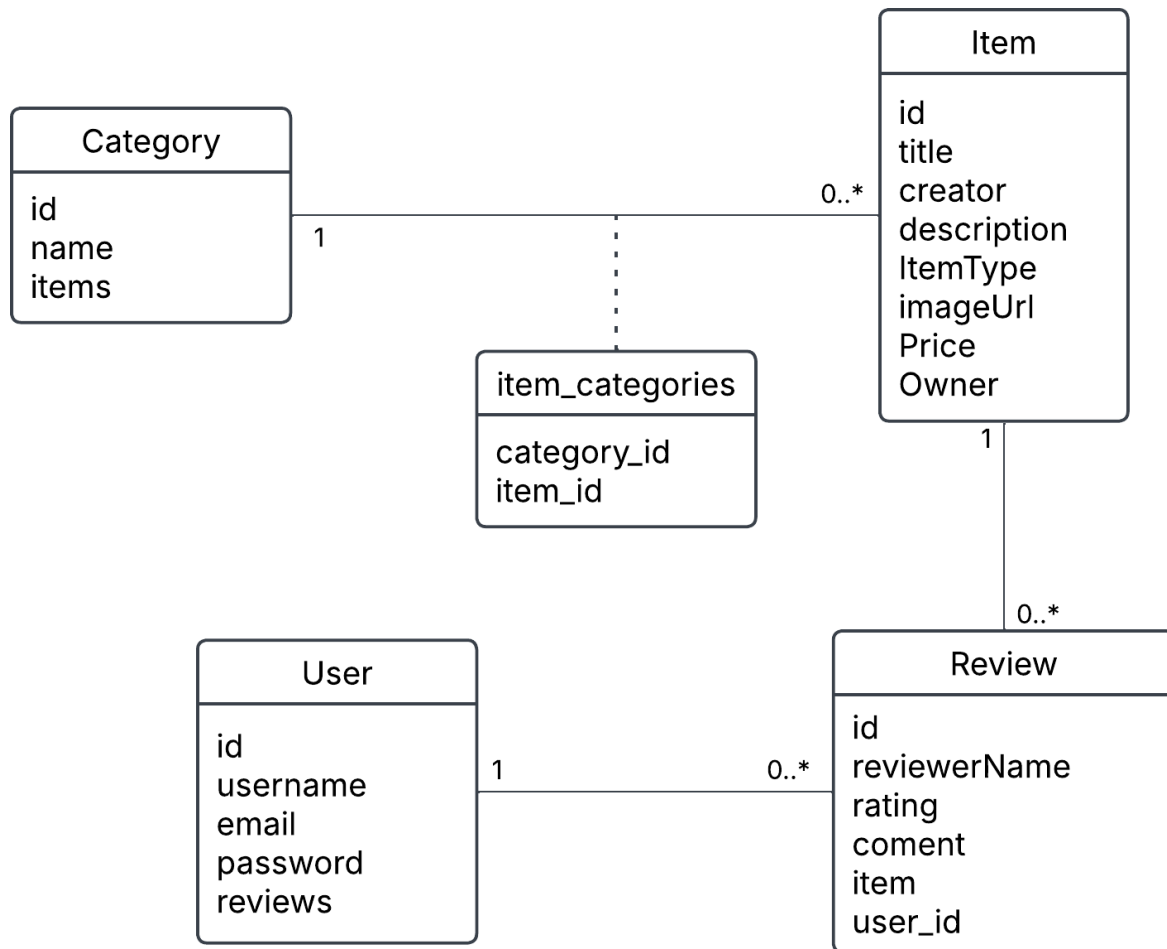 Item
id
title
creator
description
ItemType
imageUrl
Price
Owner
Category
id
name
items
1
0..*
item_categories
category_id
item_id
1
0..*
User
id
username
email
password
reviews
1
0..*
Review
id
reviewerName
rating
coment
item
user_id